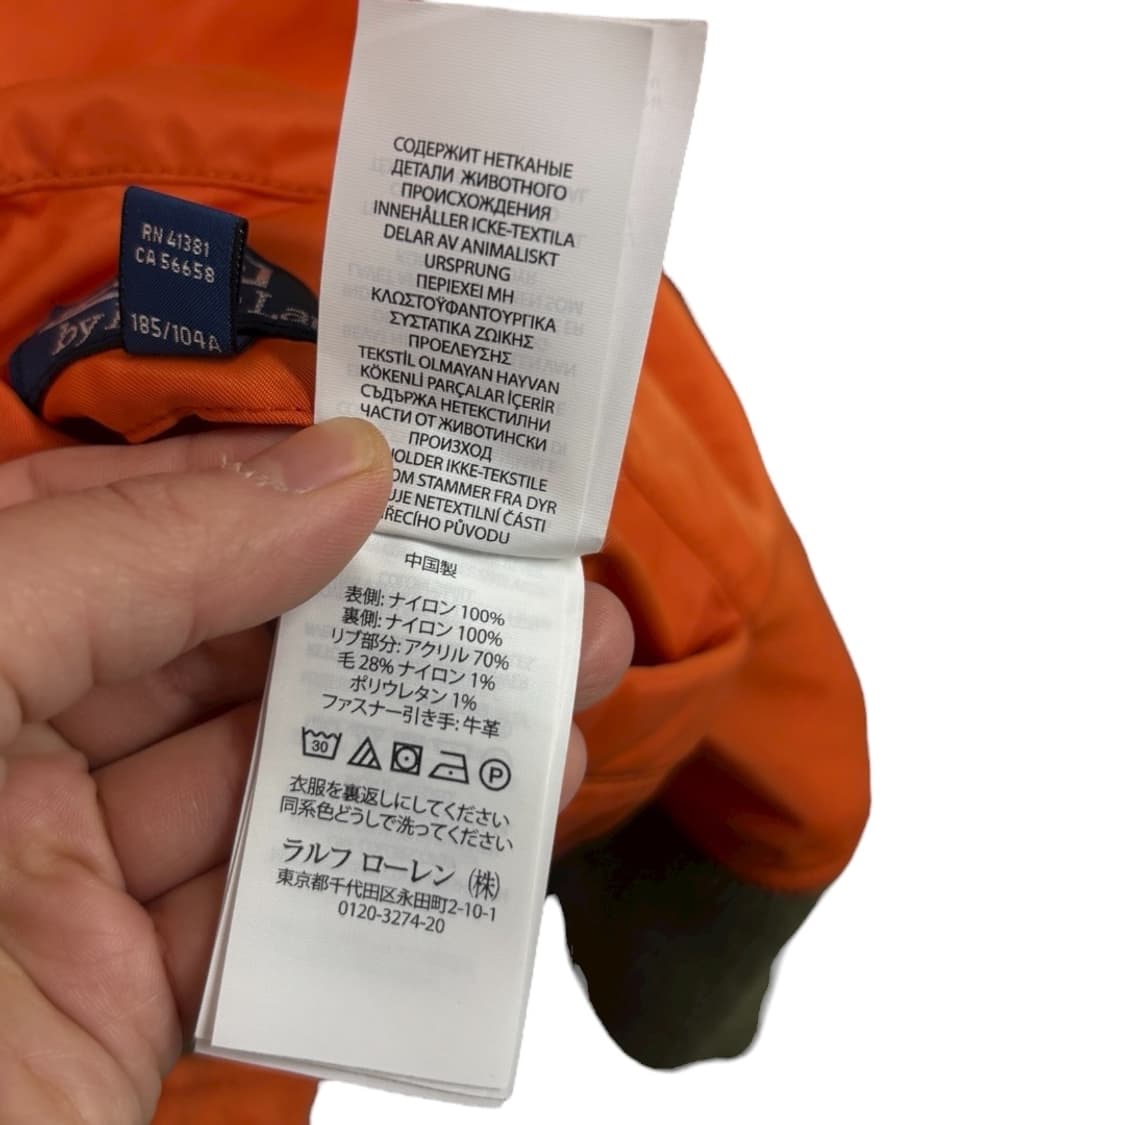 RN 41381
CA 56658
by
La
185/104A
СОДЕРЖИТ НЕТКАНЫЕ
ДЕТАЛИ ЖИВОТНОГО
ПРОИСХОЖДЕНИЯ
INNEHÅLLER ICKE-TEXTILA
DELAR AV ANIMALISKT
URSPRUNG
ΠΕΡΙΕΧΕΙ ΜΗ
ΚΛΩΣΤΟΫΦΑΝΤΟΥΡΓΙΚΑ
ΣΥΣΤΑΤΙΚΑ ΖΩΙΚΗΣ
ΠΡΟΕΛΕΥΣΗΣ
TEKSTİL OLMAYAN HAYVAN
KÖKENLİ PARÇALAR İÇERİR
СЪДЪРЖА НЕТЕКСТИЛНИ
ЧАСТИ ОТ ЖИВОТИНСКИ
ПРОИЗХОД
OLDER IKKE-TEKSTILE
OM STAMMER FRA DYR
UJE NETEXTILNÍ ČÁSTI
ŘECÍHO PŮVODU
中国製
表側: ナイロン 100%
裏側: ナイロン 100%
リブ部分: アクリル 70%
毛 28% ナイロン 1%
ポリウレタン 1%
ファスナー引き手: 牛革
30 P
衣服を裏返しにしてください
同系色どうしで洗ってください
ラルフ ローレン (株)
東京都千代田区永田町2-10-1
0120-3274-20